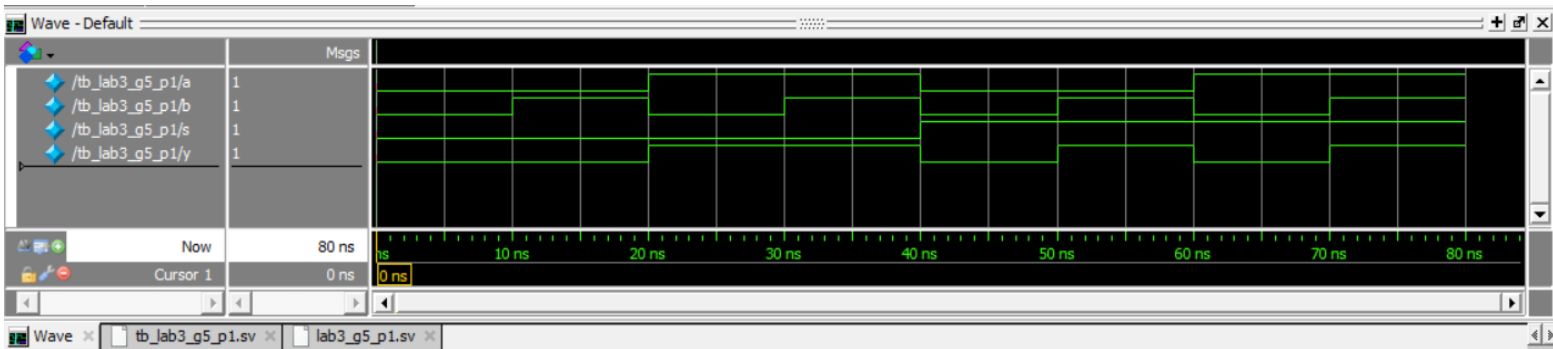 Wave - Default
Msgs
/tb_lab3_g5_p1/a 1
/tb_lab3_g5_p1/b 1
/tb_lab3_g5_p1/s 1
/tb_lab3_g5_p1/y 1
Now 80 ns ns 10 ns 20 ns 30 ns 40 ns 50 ns 60 ns 70 ns 80 ns
Cursor 1 0 ns 0 ns
Wave tb_lab3_g5_p1.sv lab3_g5_p1.sv